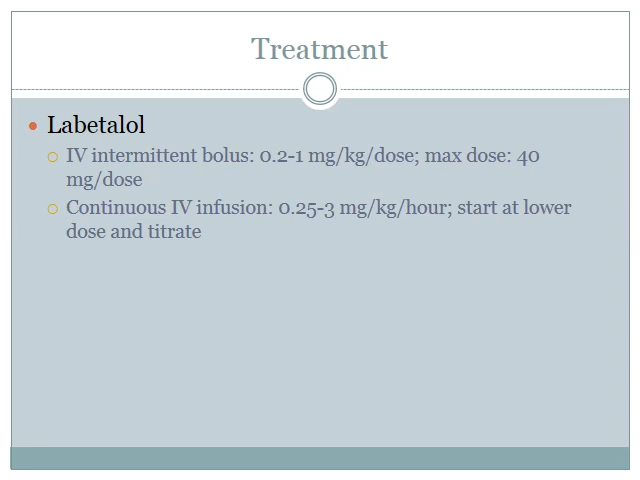 Treatment
Labetalol
IV intermittent bolus: 0.2-1 mg/kg/dose; max dose: 40
mg/dose
Continuous IV infusion: 0.25-3 mg/kg/hour; start at lower
dose and titrate